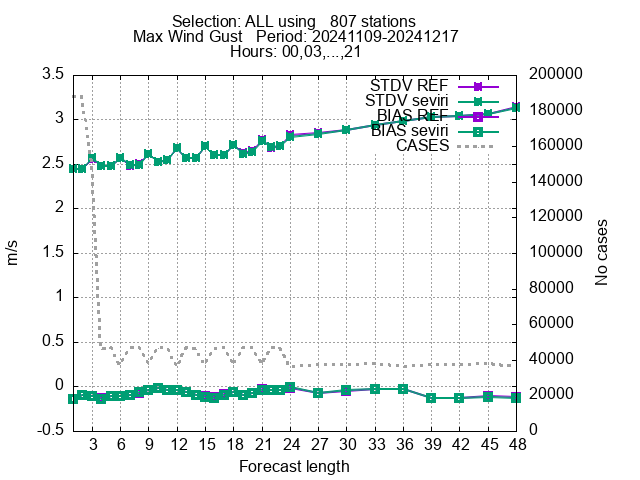 Selection: ALL using   807 stations
Max Wind Gust   Period: 20241109-20241217
Hours: 00,03,...,21
STDV REF
STDV seviri
BIAS REF
BIAS seviri
CASES
3.5
3
2.5
2
1.5
1
0.5
0
-0.5
m/s
200000
180000
160000
140000
120000
100000
80000
60000
40000
20000
0
No cases
3 6 9 12 15 18 21 24 27 30 33 36 39 42 45 48
Forecast length